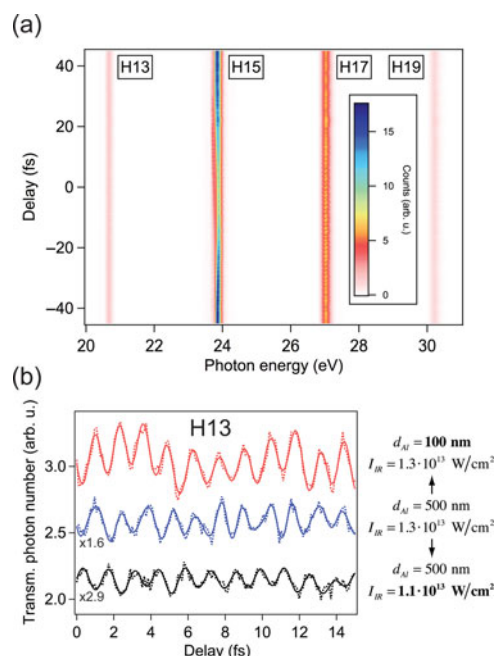 (a)
H13 H15 H17 H19
Delay (fs)
40
20
0
−20
−40
15
10
5
0
Counts (arb. u.)
20 22 24 26 28 30
Photon energy (eV)
(b)
H13
Transm. photon number (arb. u.)
3.0
2.5
2.0
x1.6
x2.9
0 2 4 6 8 10 12 14
Delay (fs)
d_Al = 100 nm
I_IR = 1.3·10^13 W/cm^2
d_Al = 500 nm
I_IR = 1.3·10^13 W/cm^2
d_Al = 500 nm
I_IR = 1.1·10^13 W/cm^2